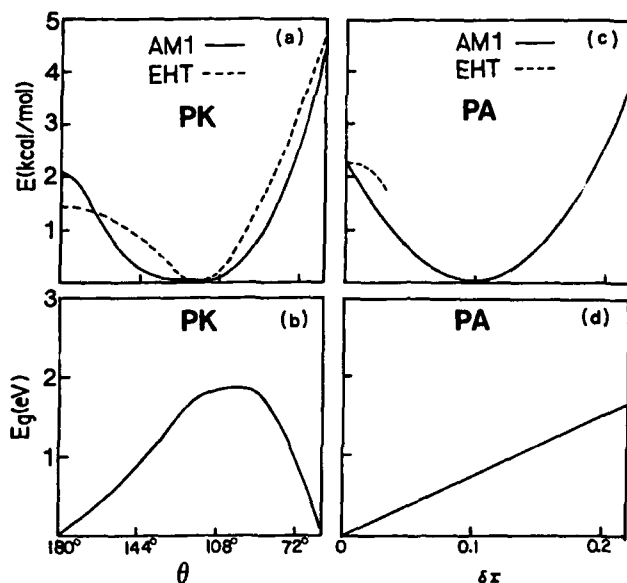 5
4
3
2
1
E(kcal/mol)
AM1
EHT
PK
(a)
AM1
EHT
PA
(c)
3
2
1
Eg(eV)
PK
(b)
PA
(d)
180° 144° 108° 72°
θ
0 0.1 0.2
δr